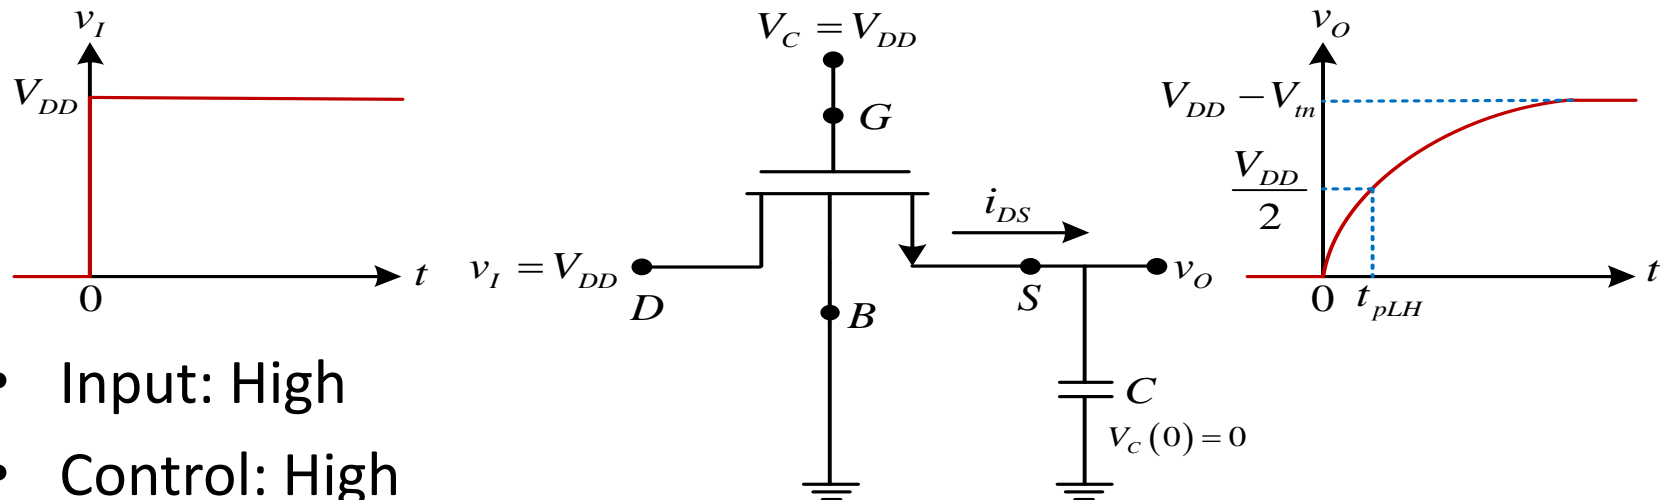 v_I
V_DD
0
t
V_C = V_DD
G
v_I = V_DD
D
B
i_DS
S
v_O
C
V_C(0) = 0
v_O
V_DD − V_tn
V_DD
2
0
t_pLH
t
• Input: High
• Control: High